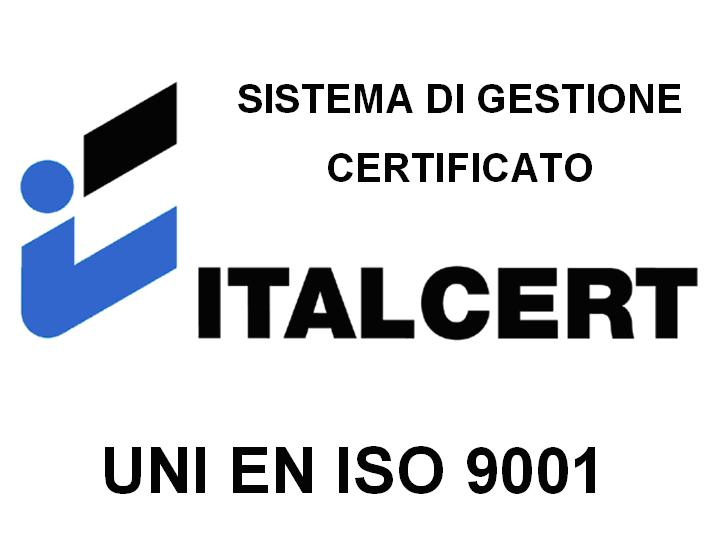 SISTEMA DI GESTIONE
CERTIFICATO
ITALCERT
UNI EN ISO 9001